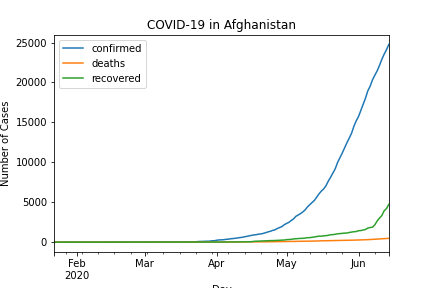 COVID-19 in Afghanistan
confirmed
deaths
recovered
25000
20000
15000
10000
5000
0
Number of Cases
Feb
2020
Mar
Apr
May
Jun